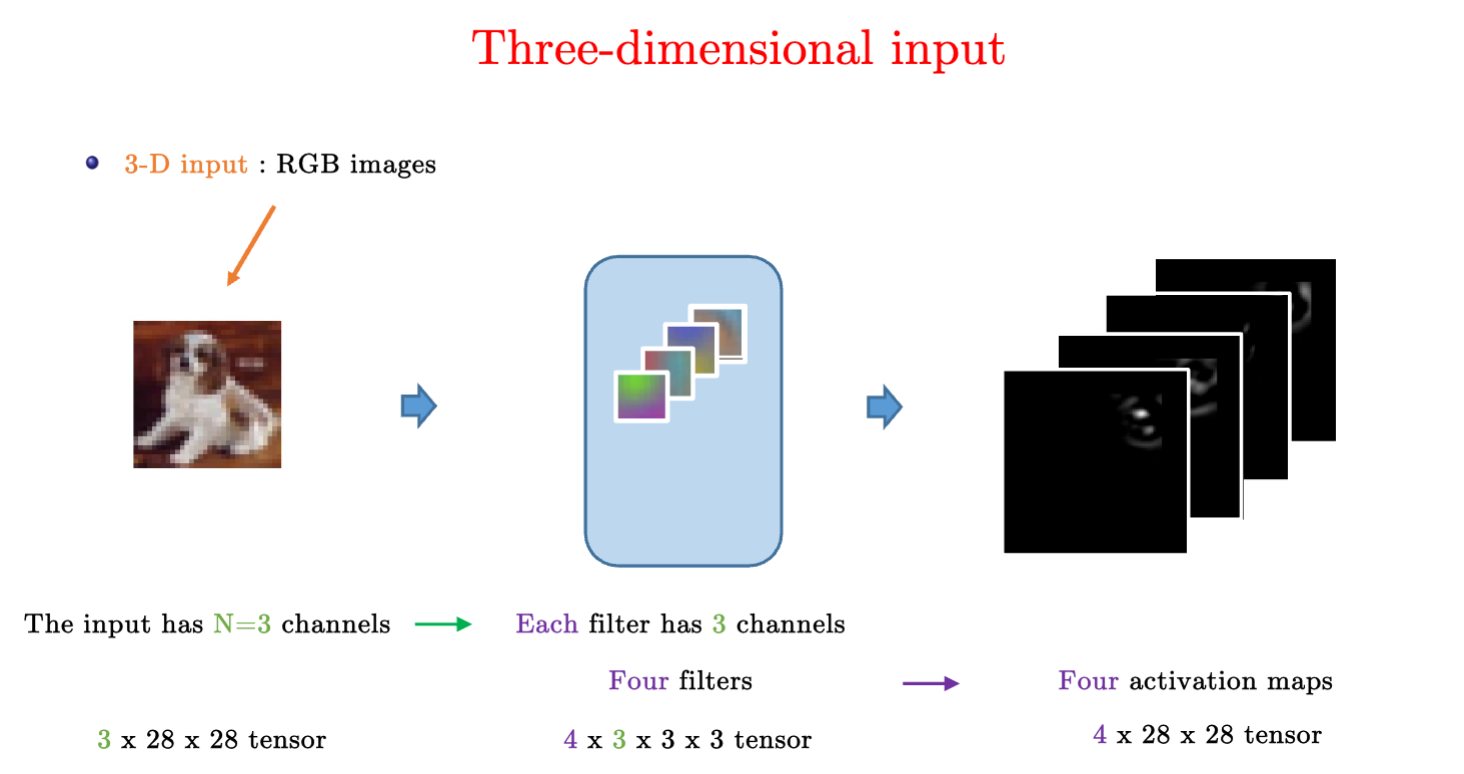 Three-dimensional input
3-D input : RGB images
The input has N=3 channels
Each filter has 3 channels
Four filters
Four activation maps
3 x 28 x 28 tensor
4 x 3 x 3 x 3 tensor
4 x 28 x 28 tensor